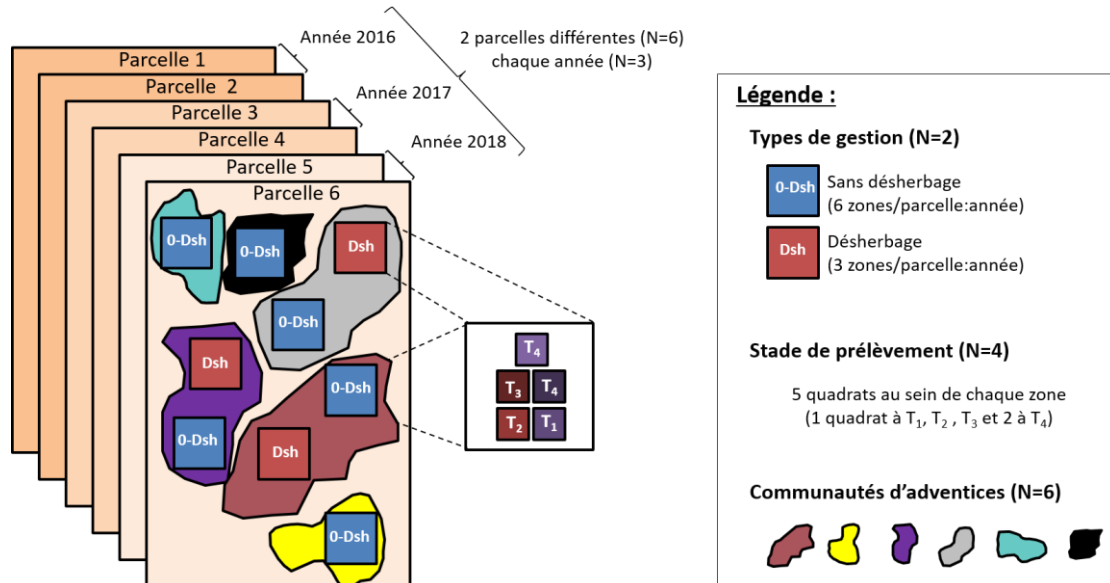 Année 2016
2 parcelles différentes (N=6)
chaque année (N=3)
Parcelle 1
Parcelle 2
Année 2017
Parcelle 3
Parcelle 4
Année 2018
Parcelle 5
Parcelle 6
0-Dsh
0-Dsh
Dsh
0-Dsh
Dsh
0-Dsh
0-Dsh
Dsh
0-Dsh
T4
T3 T4
T2 T1
Légende :
Types de gestion (N=2)
0-Dsh Sans désherbage
(6 zones/parcelle:année)
Dsh Désherbage
(3 zones/parcelle:année)
Stade de prélèvement (N=4)
5 quadrats au sein de chaque zone
(1 quadrat à T1, T2 , T3 et 2 à T4)
Communautés d’adventices (N=6)